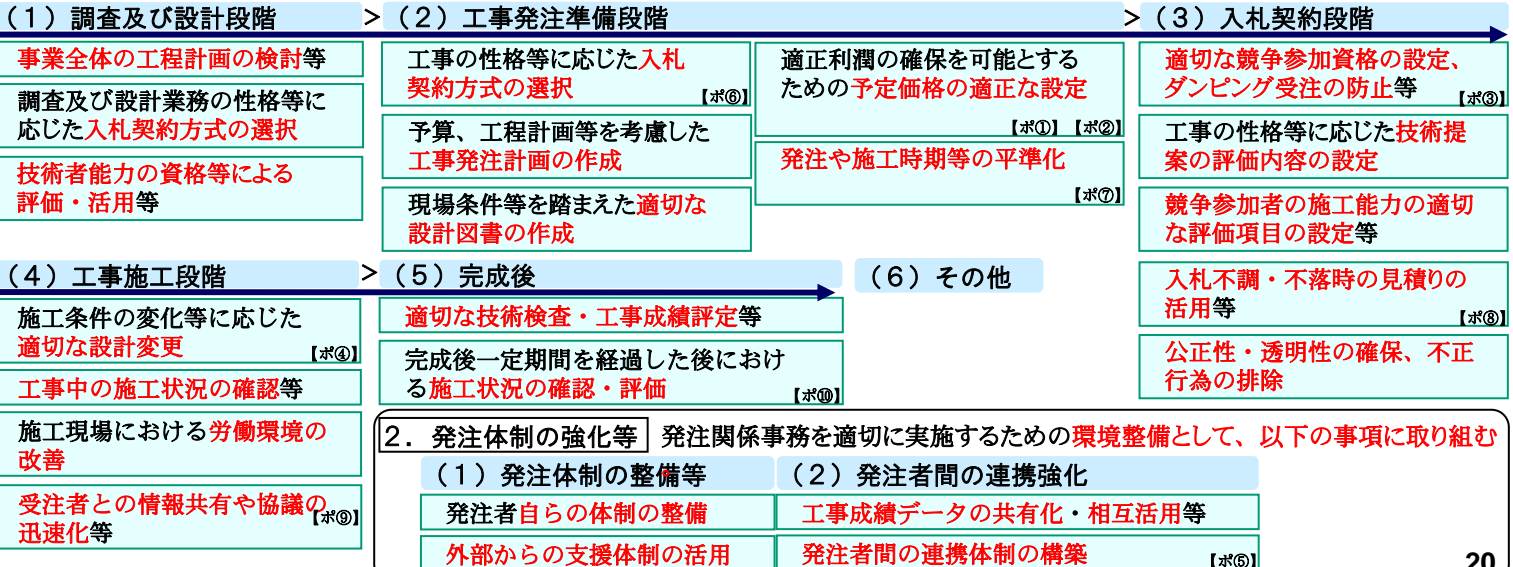 （１）調査及び設計段階
>
（２）工事発注準備段階
>
（３）入札契約段階
事業全体の工程計画の検討等
調査及び設計業務の性格等に
応じた入札契約方式の選択
技術者能力の資格等による
評価・活用等
工事の性格等に応じた入札
契約方式の選択
【ポ⑥】
予算、工程計画等を考慮した
工事発注計画の作成
現場条件等を踏まえた適切な
設計図書の作成
適正利潤の確保を可能とする
ための予定価格の適正な設定
【ポ①】【ポ②】
発注や施工時期等の平準化
【ポ⑦】
適切な競争参加資格の設定、
ダンピング受注の防止等
【ポ③】
工事の性格等に応じた技術提
案の評価内容の設定
競争参加者の施工能力の適切
な評価項目の設定等
入札不調・不落時の見積りの
活用等
【ポ⑧】
公正性・透明性の確保、不正
行為の排除
（４）工事施工段階
>
（５）完成後
（６）その他
施工条件の変化等に応じた
適切な設計変更
【ポ④】
工事中の施工状況の確認等
施工現場における労働環境の
改善
受注者との情報共有や協議の
迅速化等
【ポ⑨】
適切な技術検査・工事成績評定等
完成後一定期間を経過した後におけ
る施工状況の確認・評価
【ポ⑩】
２．発注体制の強化等
発注関係事務を適切に実施するための環境整備として、以下の事項に取り組む
（１）発注体制の整備等
発注者自らの体制の整備
外部からの支援体制の活用
（２）発注者間の連携強化
工事成績データの共有化・相互活用等
発注者間の連携体制の構築
【ポ⑤】
20